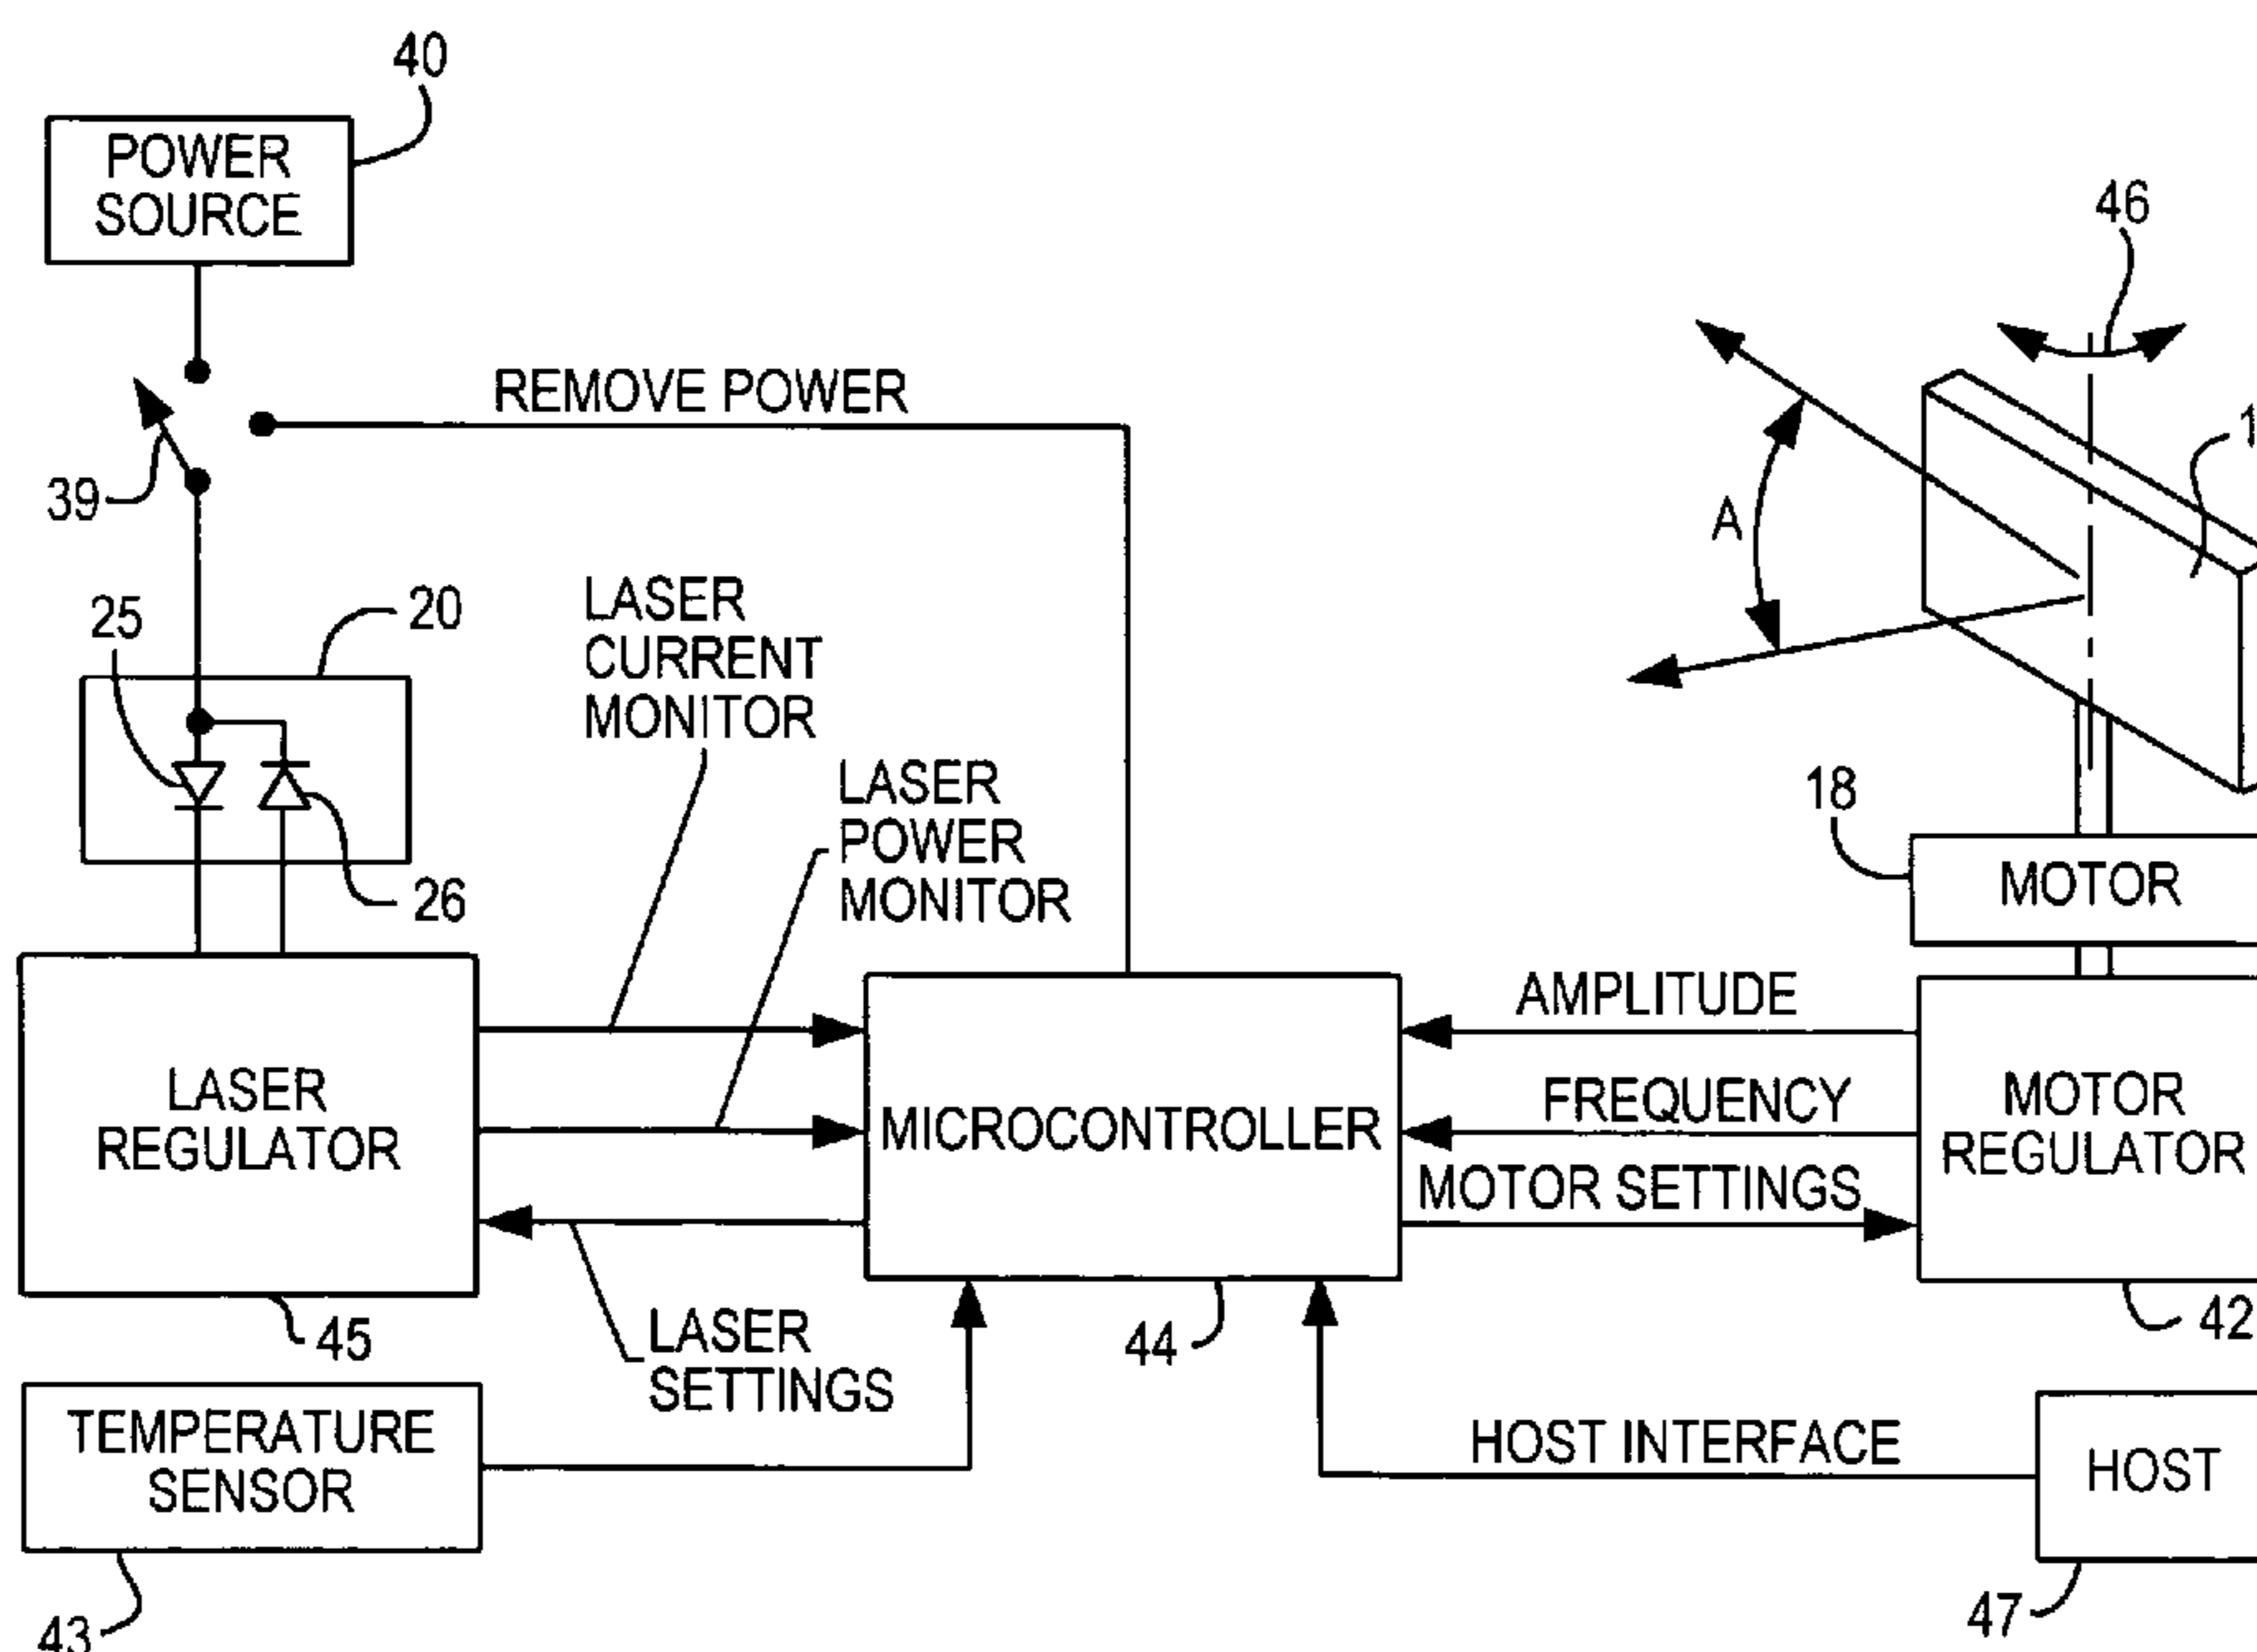 40
POWER
SOURCE
46
REMOVE POWER
39
A
25
20
LASER
CURRENT
MONITOR
LASER
POWER
MONITOR
18
MOTOR
26
AMPLITUDE
LASER
REGULATOR
MICROCONTROLLER
FREQUENCY
MOTOR
REGULATOR
MOTOR SETTINGS
45
LASER
SETTINGS
44
42
TEMPERATURE
SENSOR
HOST INTERFACE
HOST
43
47